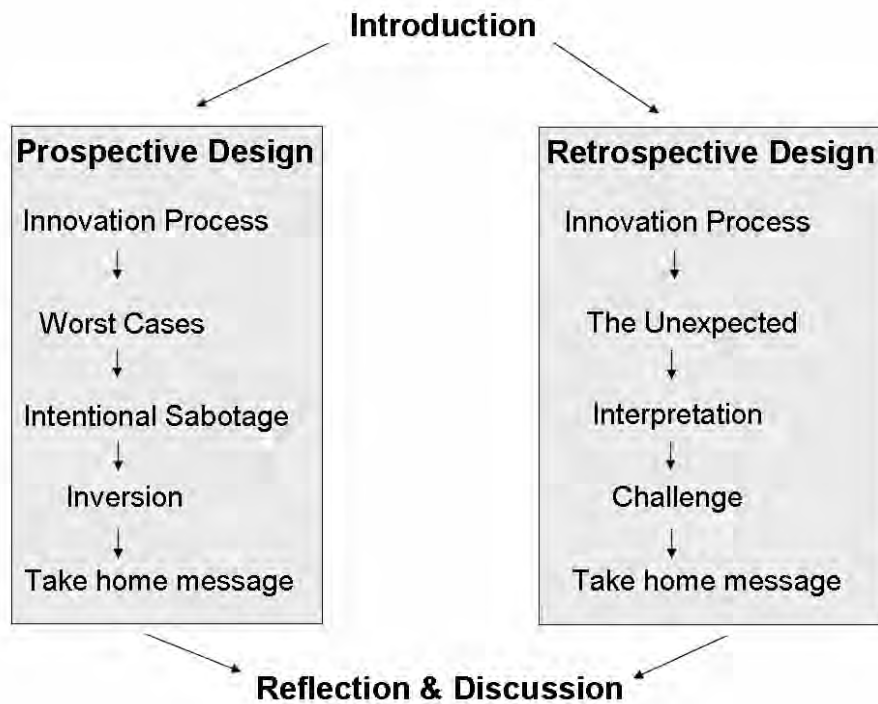 Introduction
Prospective Design
Innovation Process
Worst Cases
Intentional Sabotage
Inversion
Take home message
Retrospective Design
Innovation Process
The Unexpected
Interpretation
Challenge
Take home message
Reflection & Discussion